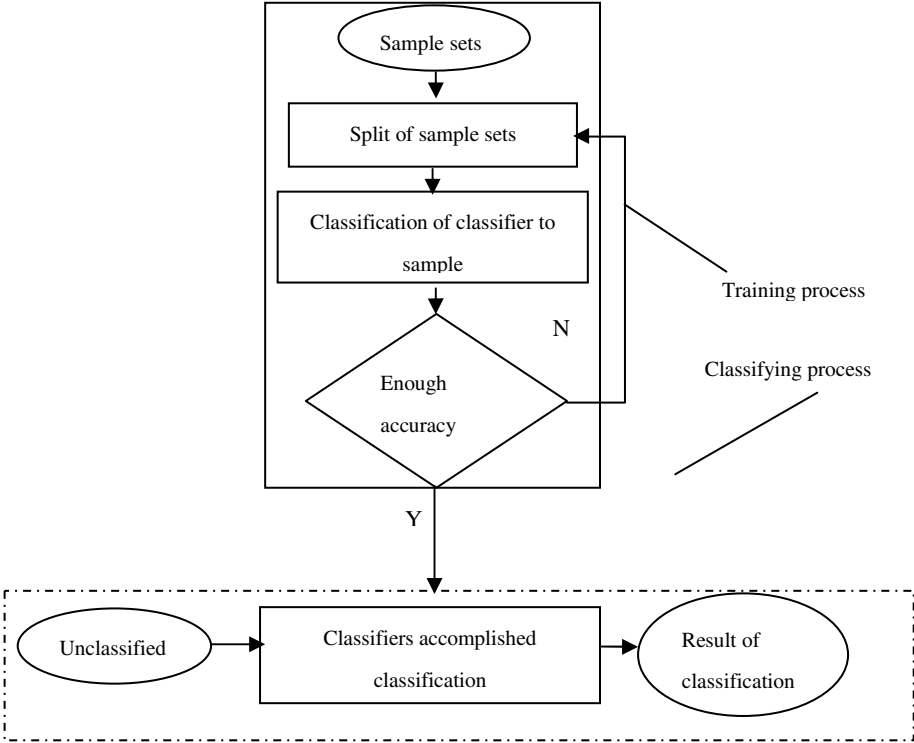 Sample sets
Split of sample sets
Classification of classifier to
sample
Training process
N
Classifying process
Enough
accuracy
Y
Unclassified
Classifiers accomplished
classification
Result of
classification